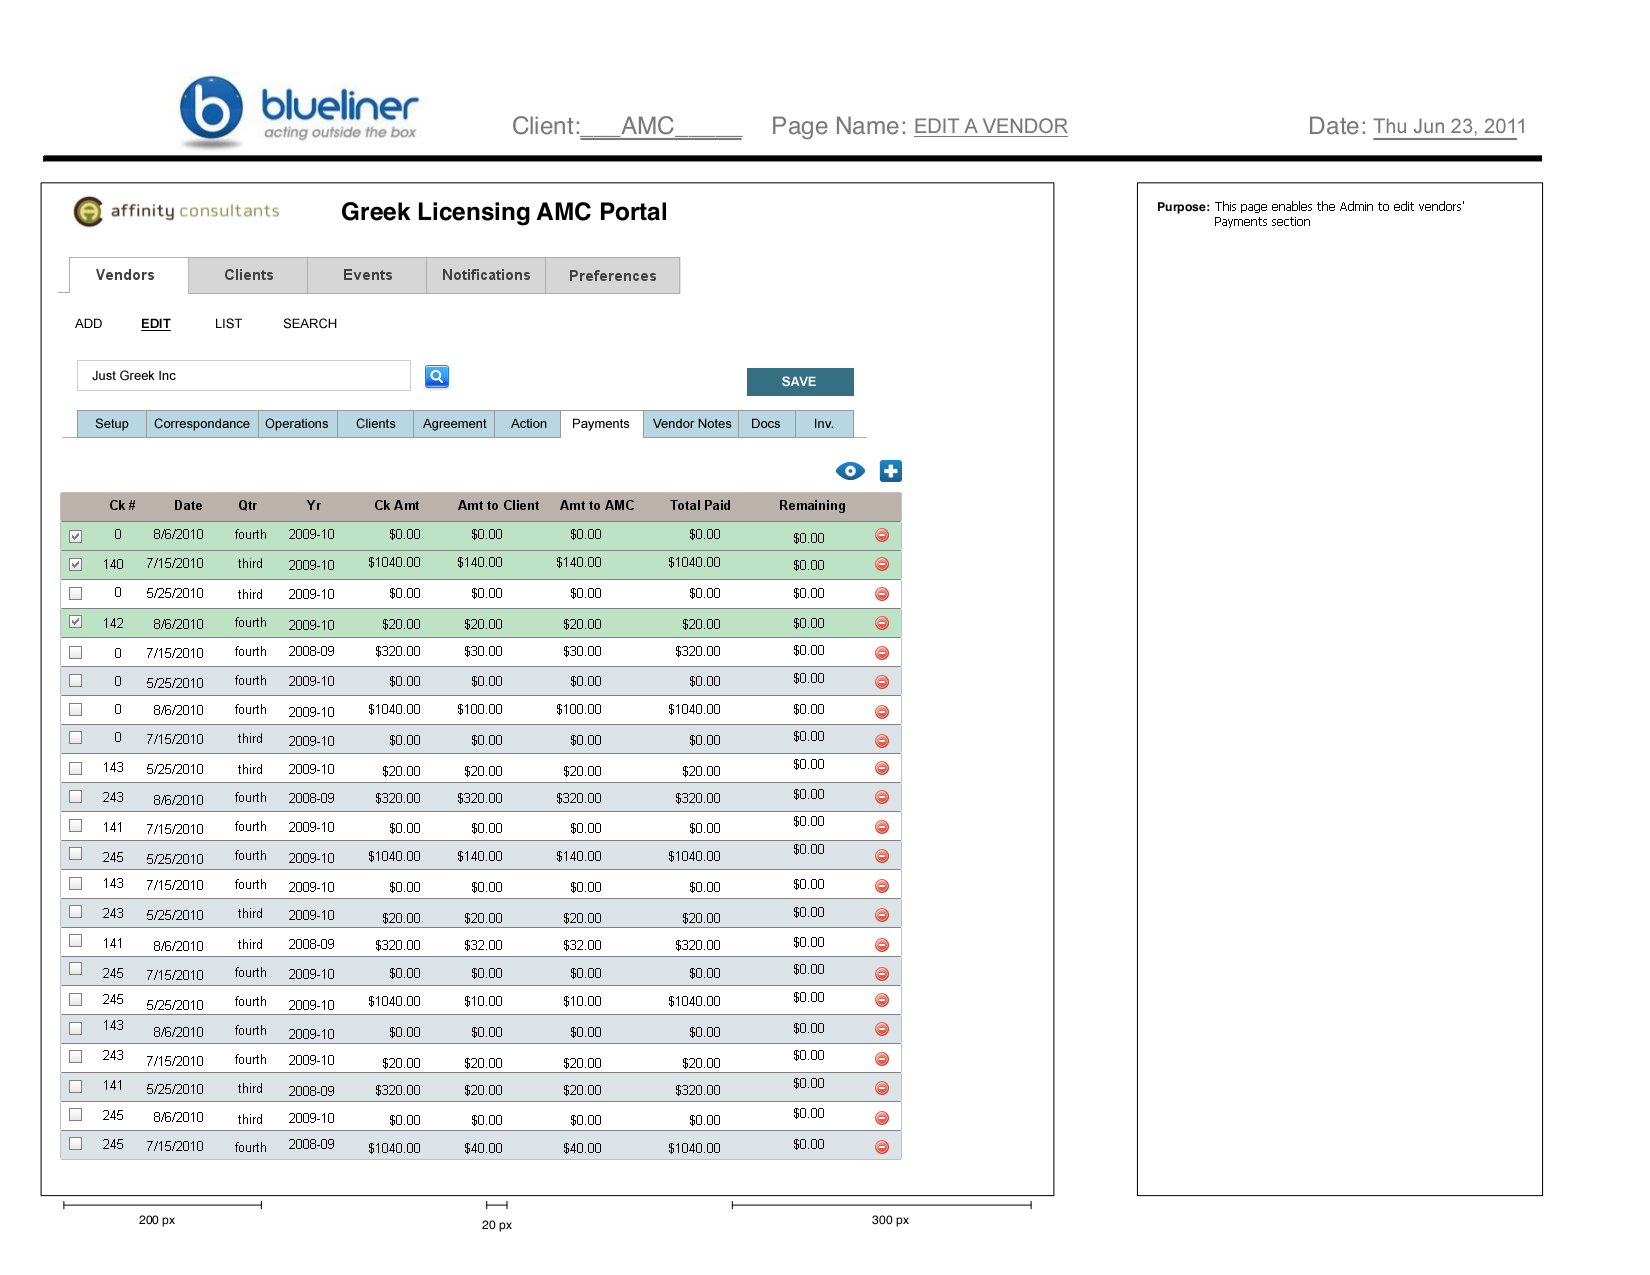 blueliner
acting outside the box
Client:___AMC_____ Page Name: EDIT A VENDOR Date: Thu Jun 23, 2011
affinity consultants Greek Licensing AMC Portal
Purpose: This page enables the Admin to edit vendors'
Payments section
Vendors Clients Events Notifications Preferences
ADD EDIT LIST SEARCH
Just Greek Inc
SAVE
Setup Correspondance Operations Clients Agreement Action Payments Vendor Notes Docs Inv.
Ck # Date Qtr Yr Ck Amt Amt to Client Amt to AMC Total Paid Remaining
0 8/6/2010 fourth 2009-10 $0.00 $0.00 $0.00 $0.00 $0.00
140 7/15/2010 third 2009-10 $1040.00 $140.00 $140.00 $1040.00 $0.00
0 5/25/2010 third 2009-10 $0.00 $0.00 $0.00 $0.00 $0.00
142 8/6/2010 fourth 2009-10 $20.00 $20.00 $20.00 $20.00 $0.00
0 7/15/2010 fourth 2008-09 $320.00 $30.00 $30.00 $320.00 $0.00
0 5/25/2010 fourth 2009-10 $0.00 $0.00 $0.00 $0.00 $0.00
0 8/6/2010 fourth 2009-10 $1040.00 $100.00 $100.00 $1040.00 $0.00
0 7/15/2010 third 2009-10 $0.00 $0.00 $0.00 $0.00 $0.00
143 5/25/2010 third 2009-10 $20.00 $20.00 $20.00 $20.00 $0.00
243 8/6/2010 fourth 2008-09 $320.00 $320.00 $320.00 $320.00 $0.00
141 7/15/2010 fourth 2009-10 $0.00 $0.00 $0.00 $0.00 $0.00
245 5/25/2010 fourth 2009-10 $1040.00 $140.00 $140.00 $1040.00 $0.00
143 7/15/2010 fourth 2009-10 $0.00 $0.00 $0.00 $0.00 $0.00
243 5/25/2010 third 2009-10 $20.00 $20.00 $20.00 $20.00 $0.00
141 8/6/2010 third 2008-09 $320.00 $32.00 $32.00 $320.00 $0.00
245 7/15/2010 fourth 2009-10 $0.00 $0.00 $0.00 $0.00 $0.00
245 5/25/2010 fourth 2009-10 $1040.00 $10.00 $10.00 $1040.00 $0.00
143 8/6/2010 fourth 2009-10 $0.00 $0.00 $0.00 $0.00 $0.00
243 7/15/2010 fourth 2009-10 $20.00 $20.00 $20.00 $20.00 $0.00
141 5/25/2010 third 2008-09 $320.00 $20.00 $20.00 $320.00 $0.00
245 8/6/2010 third 2009-10 $0.00 $0.00 $0.00 $0.00 $0.00
245 7/15/2010 fourth 2008-09 $1040.00 $40.00 $40.00 $1040.00 $0.00
200 px 20 px 300 px